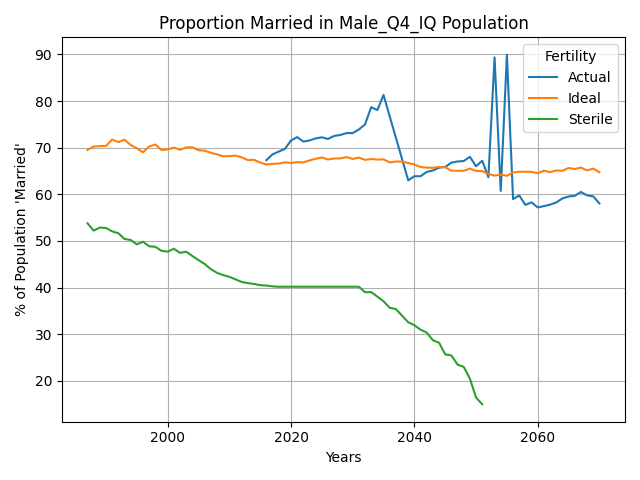 Proportion Married in Male_Q4_IQ Population
% of Population 'Married'
90
80
70
60
50
40
30
20
Fertility
Actual
Ideal
Sterile
2000
2020
2040
2060
Years